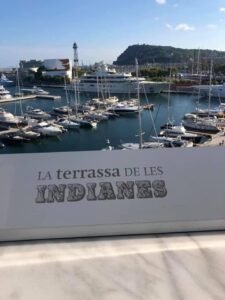 LA terrassa DE LES
INDIANES